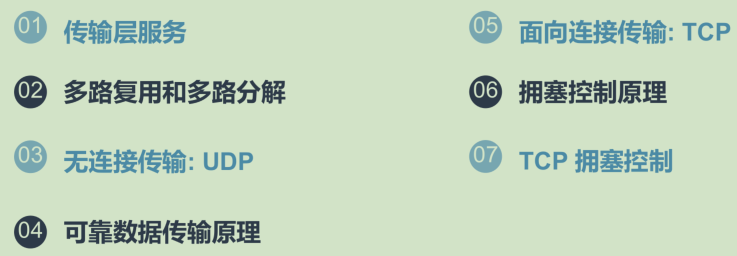 01 传输层服务
02 多路复用和多路分解
03 无连接传输: UDP
04 可靠数据传输原理
05 面向连接传输: TCP
06 拥塞控制原理
07 TCP 拥塞控制